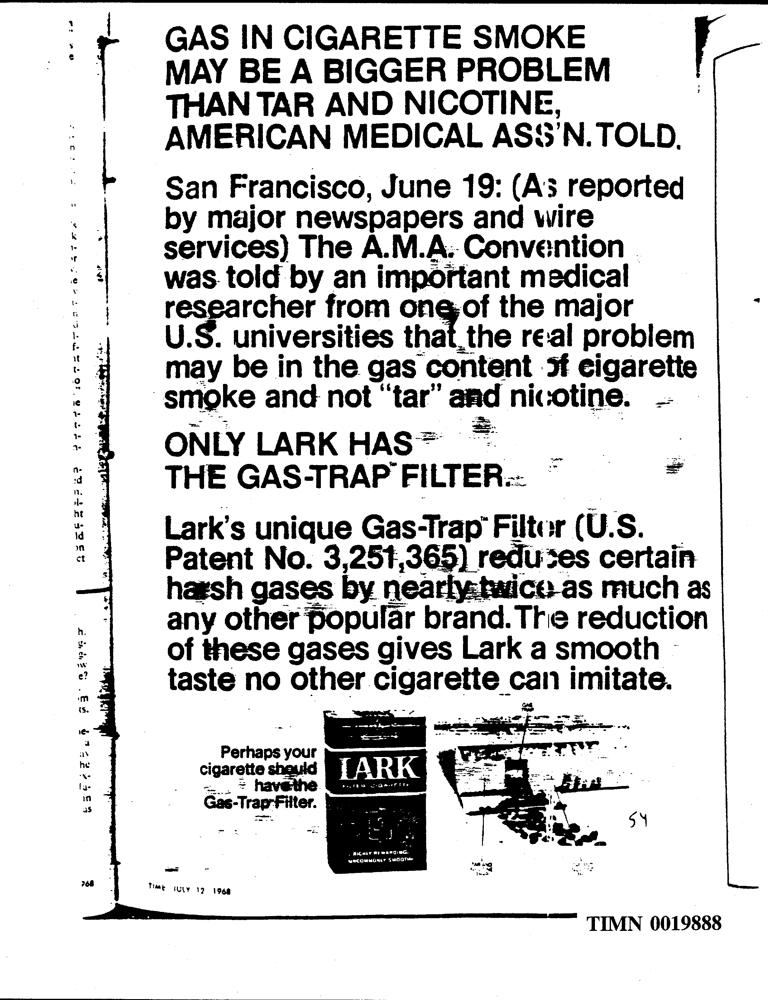 GAS IN CIGARETTE SMOKE
MAY BE A BIGGER PROBLEM
THAN TAR AND NICOTINE,
AMERICAN MEDICAL ASS'N. TOLD.
San Francisco, June 19: (As reported
by major newspapers and wire
services) The A.M.A. Convention
was told by an important medical
researcher from one of the major
U.S. universities that the real problem
may be in the gas content of cigarette
smoke and not "tar" and nicotine.
ONLY LARK HAS
THE GAS-TRAP FILTER.
Lark's unique Gas-Trap Filter (U.S.
Patent No. 3,251,365) reduces certain
harsh gases by nearly twice as much as
any other popular brand. The reduction
of these gases gives Lark a smooth
taste no other cigarette can imitate.
Perhaps your
cigarette should
have the
Gas-Trap Filter.
LARK
FILTER CIGARETTES
RICHLY REWARDING
UNCOMMONLY SMOOTH
54
TIME JULY 12 1968
TIMN 0019888